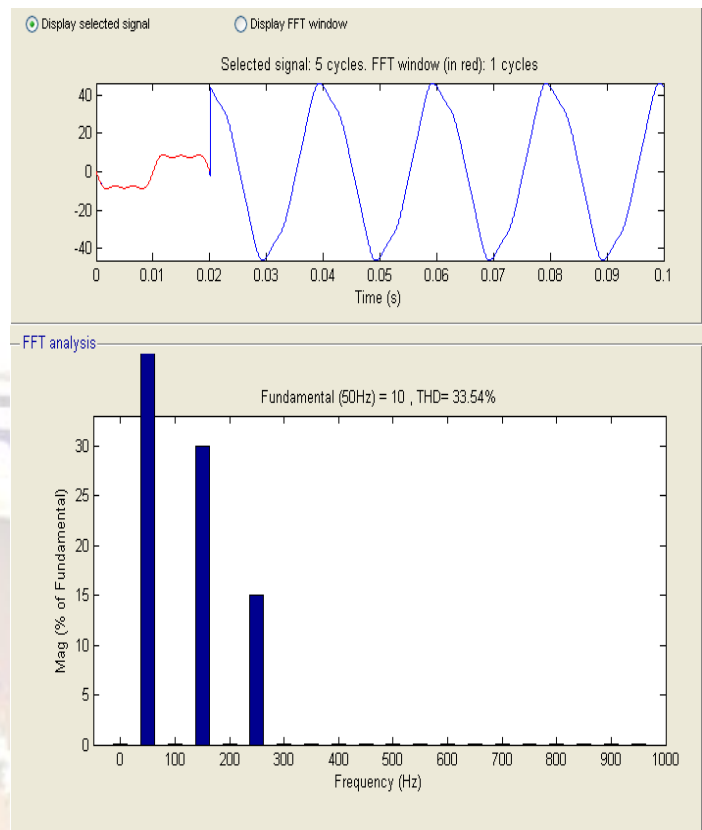 Display selected signal
Display FFT window
Selected signal: 5 cycles. FFT window (in red): 1 cycles
40
20
0
-20
-40
0 0.01 0.02 0.03 0.04 0.05 0.06 0.07 0.08 0.09 0.1
Time (s)
FFT analysis
Fundamental (50Hz) = 10 , THD= 33.54%
30
25
20
15
10
5
0
Mag (% of Fundamental)
0 100 200 300 400 500 600 700 800 900 1000
Frequency (Hz)